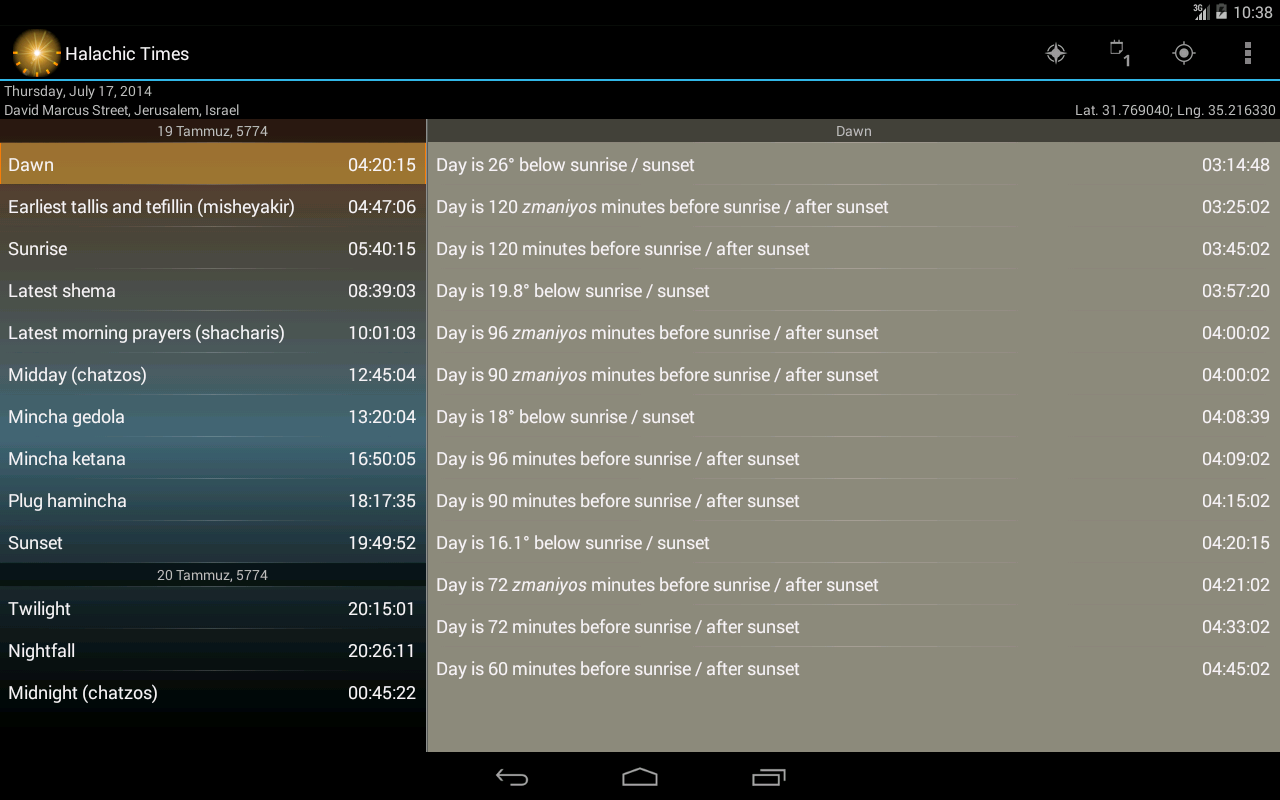 3G 10:38
Halachic Times
1
Thursday, July 17, 2014
David Marcus Street, Jerusalem, Israel
Lat. 31.769040; Lng. 35.216330
19 Tammuz, 5774
Dawn 04:20:15
Earliest tallis and tefillin (misheyakir) 04:47:06
Sunrise 05:40:15
Latest shema 08:39:03
Latest morning prayers (shacharis) 10:01:03
Midday (chatzos) 12:45:04
Mincha gedola 13:20:04
Mincha ketana 16:50:05
Plug hamincha 18:17:35
Sunset 19:49:52
20 Tammuz, 5774
Twilight 20:15:01
Nightfall 20:26:11
Midnight (chatzos) 00:45:22
Dawn
Day is 26° below sunrise / sunset 03:14:48
Day is 120 zmaniyos minutes before sunrise / after sunset 03:25:02
Day is 120 minutes before sunrise / after sunset 03:45:02
Day is 19.8° below sunrise / sunset 03:57:20
Day is 96 zmaniyos minutes before sunrise / after sunset 04:00:02
Day is 90 zmaniyos minutes before sunrise / after sunset 04:00:02
Day is 18° below sunrise / sunset 04:08:39
Day is 96 minutes before sunrise / after sunset 04:09:02
Day is 90 minutes before sunrise / after sunset 04:15:02
Day is 16.1° below sunrise / sunset 04:20:15
Day is 72 zmaniyos minutes before sunrise / after sunset 04:21:02
Day is 72 minutes before sunrise / after sunset 04:33:02
Day is 60 minutes before sunrise / after sunset 04:45:02